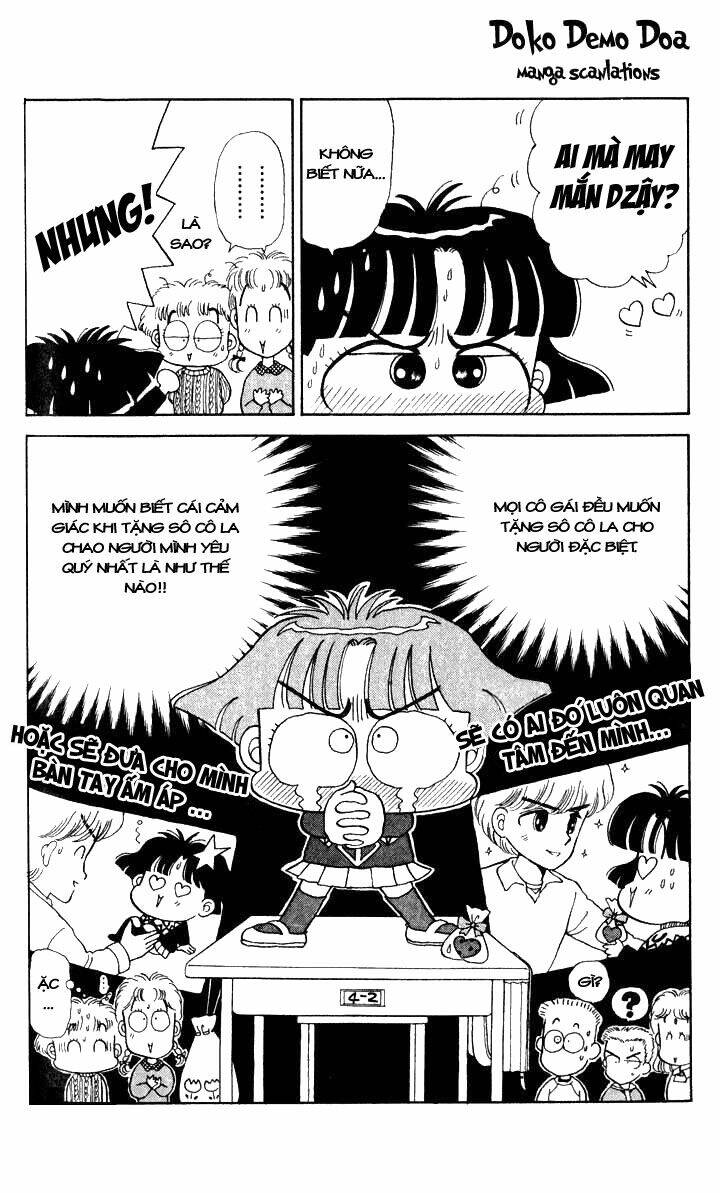 Doko Demo Doa
manga scanlations
AI MÀ MAY
MẮN DZẬY?
KHÔNG
BIẾT NỮA...
LÀ
SAO?
NHƯNG!
MỌI CÔ GÁI ĐỀU MUỐN
TẶNG SÔ CÔ LA CHO
NGƯỜI ĐẶC BIỆT.
MÌNH MUỐN BIẾT CÁI CẢM
GIÁC KHI TẶNG SÔ CÔ LA
CHAO NGƯỜI MÌNH YÊU
QUÝ NHẤT LÀ NHƯ THẾ
NÀO!!
SẼ CÓ AI ĐÓ LUÔN QUAN
TÂM ĐẾN MÌNH...
HOẶC SẼ ĐƯA CHO MÌNH
BÀN TAY ẤM ÁP ...
4-2
GÌ?
?
ẶC
...